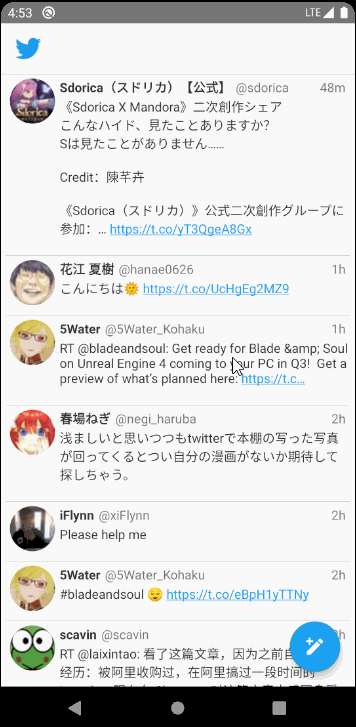 4:53 LTE
Sdorica（スドリカ）【公式】 @sdorica 48m
《Sdorica X Mandora》二次創作シェア
こんなハイド、見たことありますか?
Sは見たことがありません……
Credit：陳芊卉
《Sdorica（スドリカ）》公式二次創作グループに
参加：… https://t.co/yT3QgeA8Gx
花江 夏樹 @hanae0626 1h
こんにちは🌞 https://t.co/UcHgEg2MZ9
5Water @5Water_Kohaku 1h
RT @bladeandsoul: Get ready for Blade &amp; Soul
on Unreal Engine 4 coming to your PC in Q3! Get a
preview of what's planned here: https://t.c…
春場ねぎ @negi_haruba 2h
浅ましいと思いつつもtwitterで本棚の写った写真
が回ってくるとつい自分の漫画がないか期待して
探しちゃう。
iFlynn @xiFlynn 2h
Please help me
5Water @5Water_Kohaku 2h
#bladeandsoul 😴 https://t.co/eBpH1yTTNy
scavin @scavin
RT @laixintao: 看了这篇文章，因为之前自
经历：被阿里收购过，在阿里搞过一段时间的